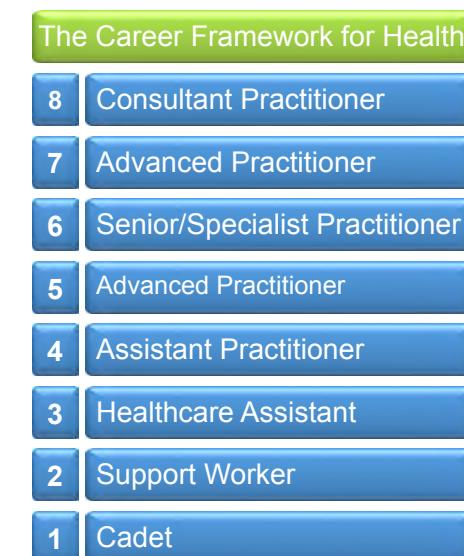 The Career Framework for Health
8 Consultant Practitioner
7 Advanced Practitioner
6 Senior/Specialist Practitioner
5 Advanced Practitioner
4 Assistant Practitioner
3 Healthcare Assistant
2 Support Worker
1 Cadet